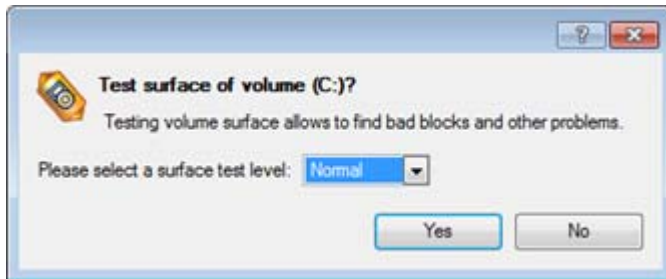 Test surface of volume (C:)?
Testing volume surface allows to find bad blocks and other problems.
Please select a surface test level: Normal
Yes No